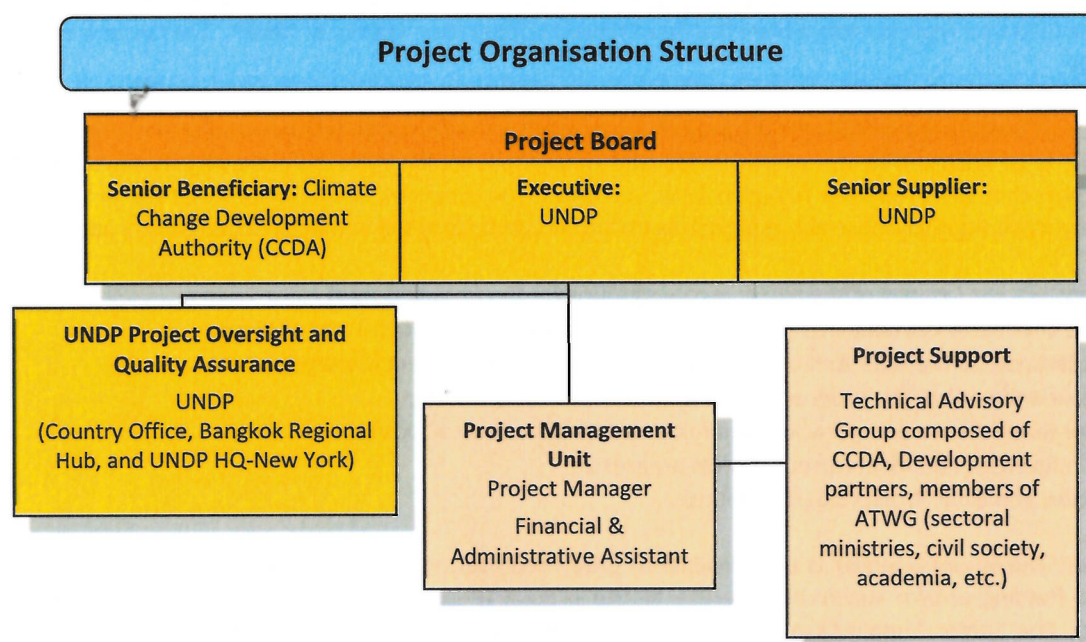 Project Organisation Structure
Project Board
Senior Beneficiary: Climate
Change Development
Authority (CCDA)
Executive:
UNDP
Senior Supplier:
UNDP
UNDP Project Oversight and
Quality Assurance
UNDP
(Country Office, Bangkok Regional
Hub, and UNDP HQ-New York)
Project Management
Unit
Project Manager
Financial &
Administrative Assistant
Project Support
Technical Advisory
Group composed of
CCDA, Development
partners, members of
ATWG (sectoral
ministries, civil society,
academia, etc.)